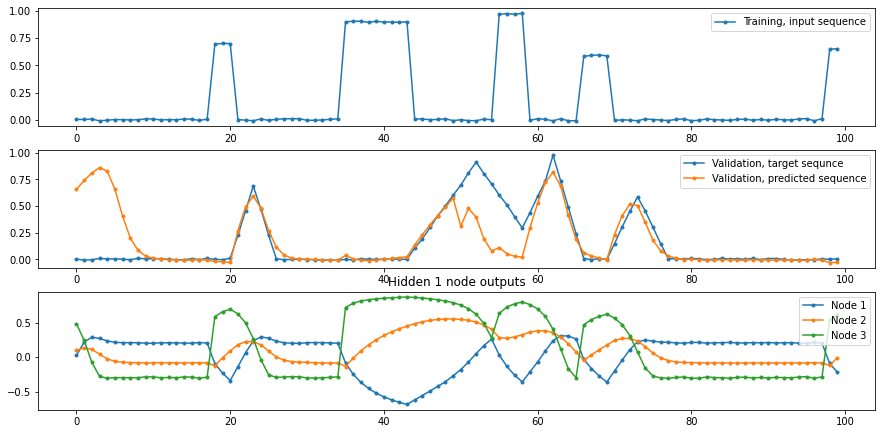 1.00
0.75
0.50
0.25
0.00
Training, input sequence
0 20 40 60 80 100
1.00
0.75
0.50
0.25
0.00
Validation, target sequnce
Validation, predicted sequence
0 20 40 60 80 100
Hidden 1 node outputs
0.5
0.0
−0.5
Node 1
Node 2
Node 3
0 20 40 60 80 100